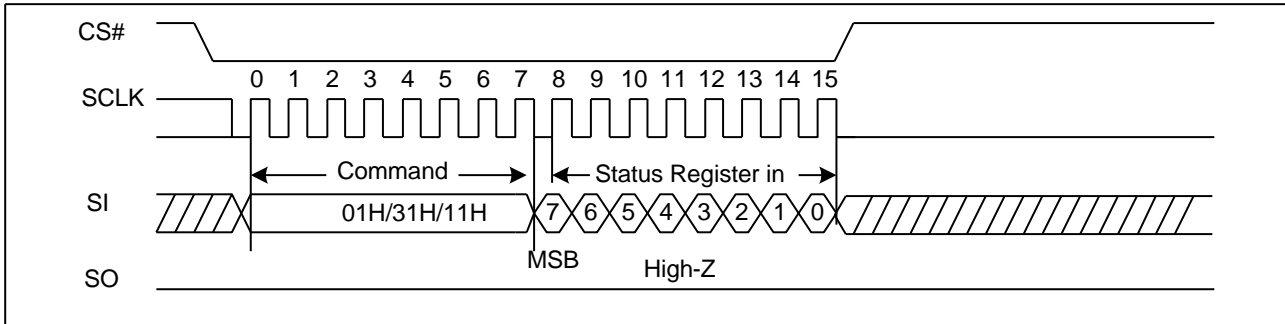 CS#
0 1 2 3 4 5 6 7 8 9 10 11 12 13 14 15
SCLK
Command
Status Register in
SI
01H/31H/11H
7 6 5 4 3 2 1 0
MSB
High-Z
SO